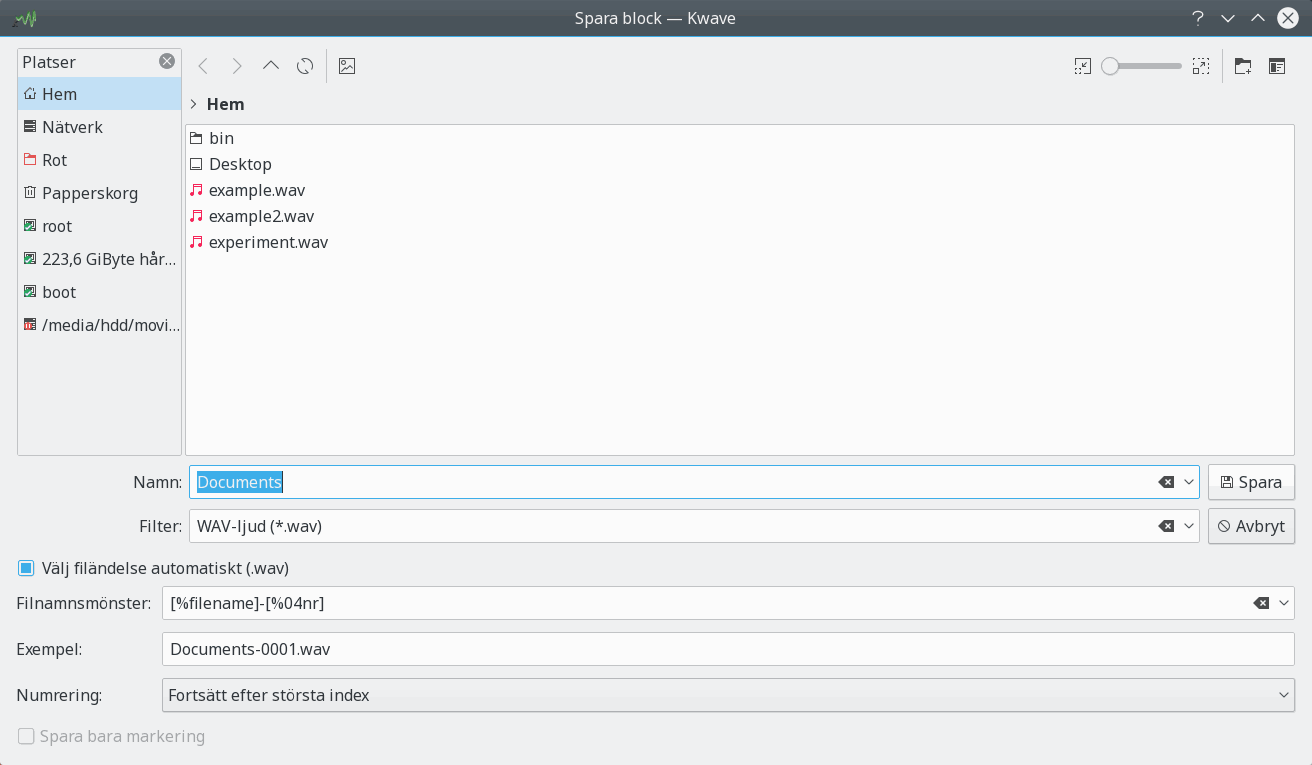 Spara block — Kwave
Platser
Hem
Nätverk
Rot
Papperskorg
root
223,6 GiByte hår...
boot
/media/hdd/movi...
Hem
bin
Desktop
example.wav
example2.wav
experiment.wav
Namn: Documents
Spara
Filter: WAV-ljud (*.wav)
Avbryt
Välj filändelse automatiskt (.wav)
Filnamnsmönster: [%filename]-[%04nr]
Exempel: Documents-0001.wav
Numrering: Fortsätt efter största index
Spara bara markering